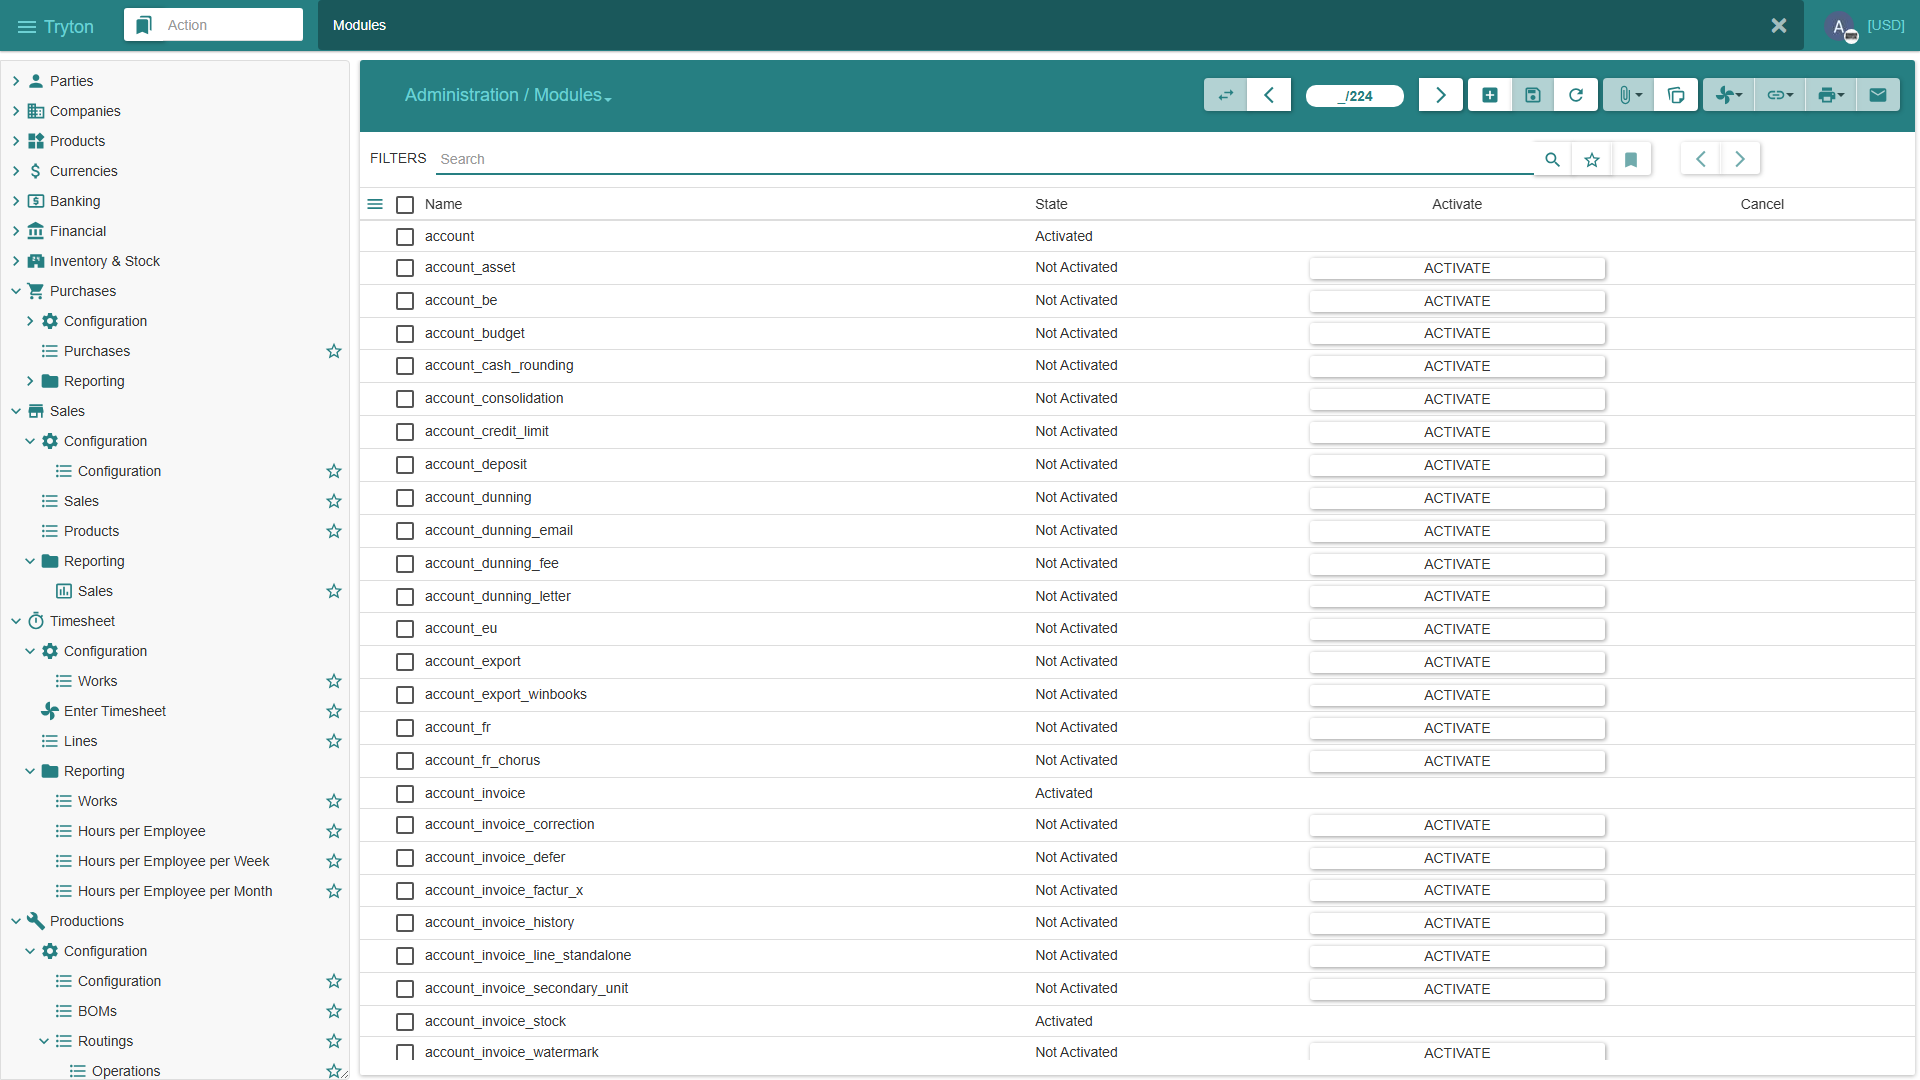 Tryton
Action
Modules
A
[USD]
Parties
Companies
Products
Currencies
Banking
Financial
Inventory & Stock
Purchases
Configuration
Purchases
Reporting
Sales
Configuration
Configuration
Sales
Products
Reporting
Sales
Timesheet
Configuration
Works
Enter Timesheet
Lines
Reporting
Works
Hours per Employee
Hours per Employee per Week
Hours per Employee per Month
Productions
Configuration
Configuration
BOMs
Routings
Operations
Administration / Modules
_/224
FILTERS Search
Name State Activate Cancel
account Activated
account_asset Not Activated ACTIVATE
account_be Not Activated ACTIVATE
account_budget Not Activated ACTIVATE
account_cash_rounding Not Activated ACTIVATE
account_consolidation Not Activated ACTIVATE
account_credit_limit Not Activated ACTIVATE
account_deposit Not Activated ACTIVATE
account_dunning Not Activated ACTIVATE
account_dunning_email Not Activated ACTIVATE
account_dunning_fee Not Activated ACTIVATE
account_dunning_letter Not Activated ACTIVATE
account_eu Not Activated ACTIVATE
account_export Not Activated ACTIVATE
account_export_winbooks Not Activated ACTIVATE
account_fr Not Activated ACTIVATE
account_fr_chorus Not Activated ACTIVATE
account_invoice Activated
account_invoice_correction Not Activated ACTIVATE
account_invoice_defer Not Activated ACTIVATE
account_invoice_factur_x Not Activated ACTIVATE
account_invoice_history Not Activated ACTIVATE
account_invoice_line_standalone Not Activated ACTIVATE
account_invoice_secondary_unit Not Activated ACTIVATE
account_invoice_stock Activated
account_invoice_watermark Not Activated ACTIVATE